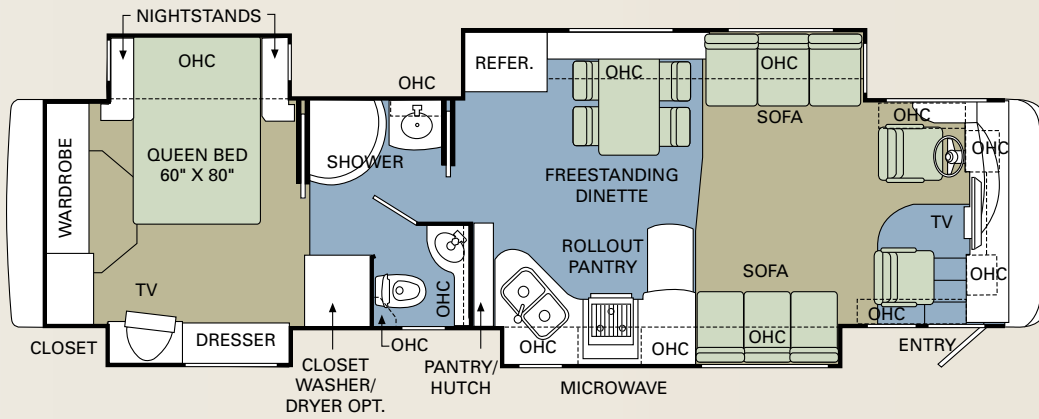 NIGHTSTANDS
OHC
QUEEN BED
60" X 80"
WARDROBE
TV
CLOSET
DRESSER
CLOSET
WASHER/
DRYER OPT.
OHC
SHOWER
OHC
OHC
PANTRY/
HUTCH
REFER.
OHC
FREESTANDING
DINETTE
ROLLOUT
PANTRY
OHC
OHC
MICROWAVE
OHC
SOFA
SOFA
OHC
OHC
OHC
TV
OHC
OHC
ENTRY